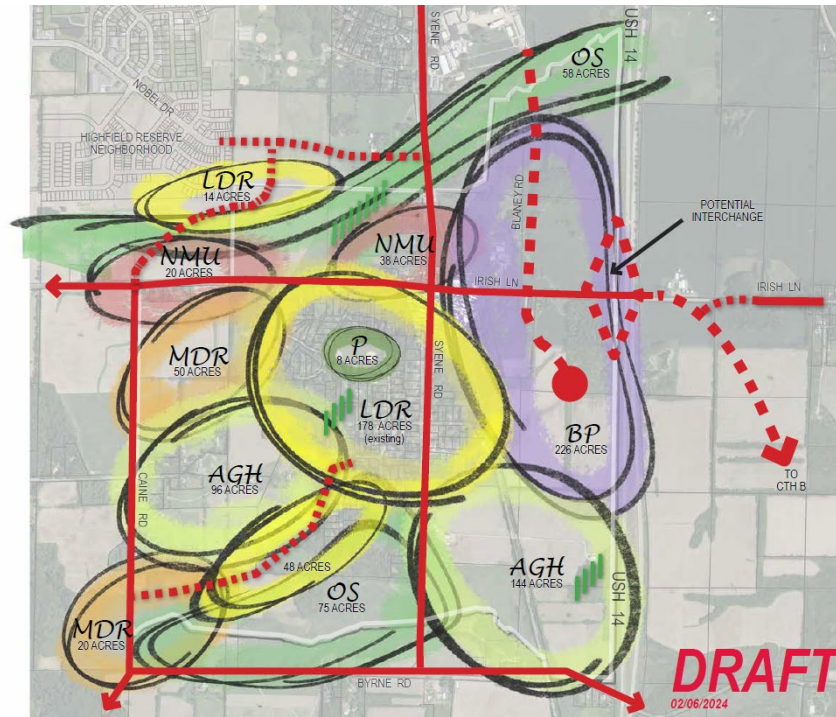 SYENE RD
USH 14
OS
58 ACRES
NOBEL DR
HIGHFIELD RESERVE
NEIGHBORHOOD
LDR
14 ACRES
BLANEY RD
POTENTIAL
INTERCHANGE
NMU
20 ACRES
NMU
38 ACRES
IRISH LN
IRISH LN
MDR
50 ACRES
P
8 ACRES
SYENE RD
LDR
178 ACRES
(existing)
BP
226 ACRES
AGH
96 ACRES
CAINE RD
TO
CTH B
48 ACRES
OS
75 ACRES
AGH
144 ACRES
USH 14
MDR
20 ACRES
BYRNE RD
DRAFT
02/06/2024